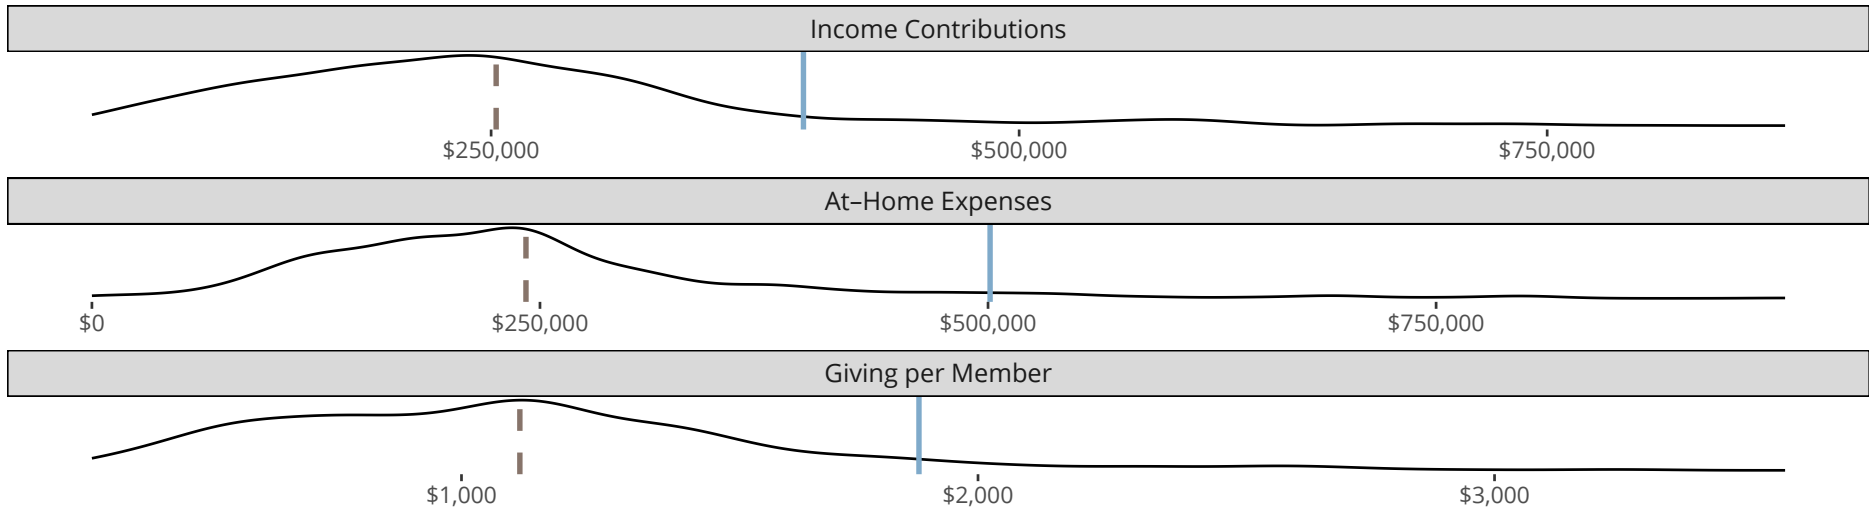 Income Contributions
$250,000 $500,000 $750,000
At–Home Expenses
$0 $250,000 $500,000 $750,000
Giving per Member
$1,000 $2,000 $3,000